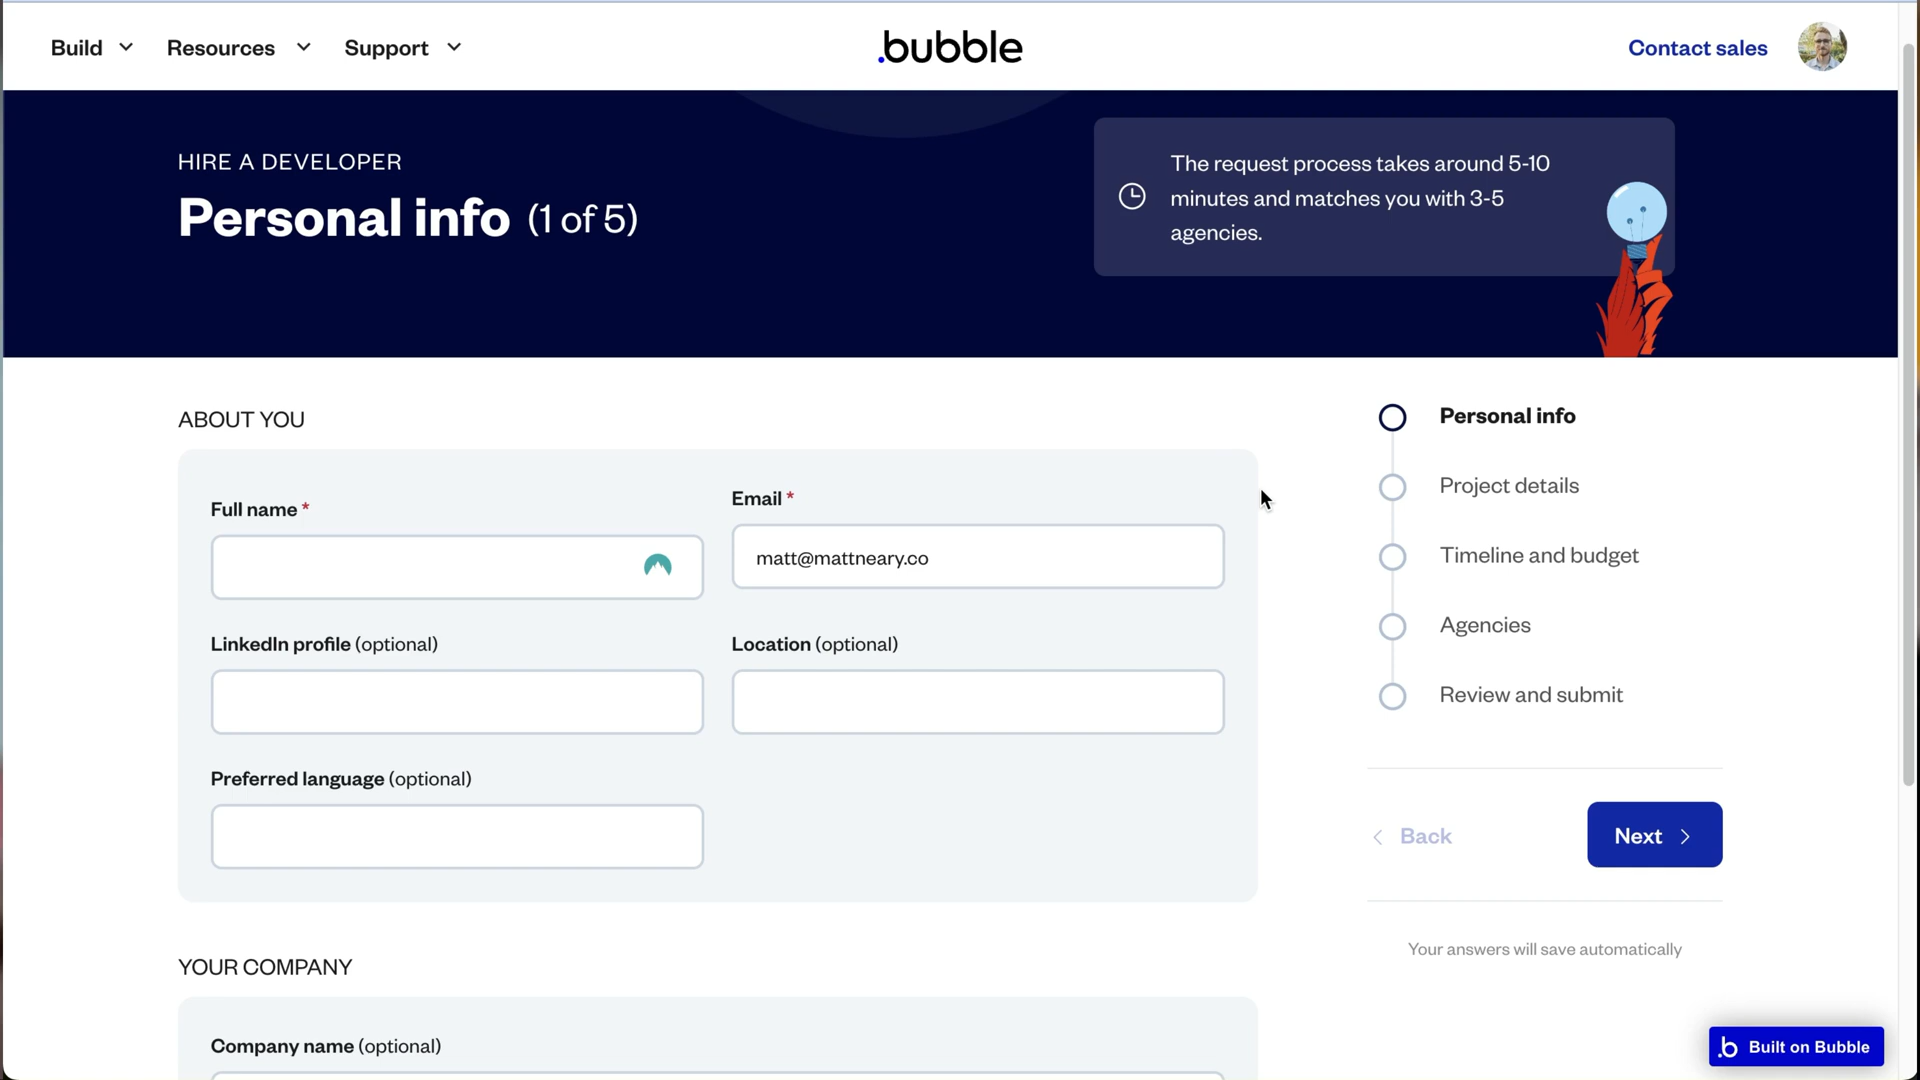 Build
Resources
Support
.bubble
Contact sales
HIRE A DEVELOPER
Personal info (1 of 5)
The request process takes around 5-10
minutes and matches you with 3-5
agencies.
ABOUT YOU
Full name *
Email *
matt@mattneary.co
LinkedIn profile (optional)
Location (optional)
Preferred language (optional)
YOUR COMPANY
Company name (optional)
Personal info
Project details
Timeline and budget
Agencies
Review and submit
Back
Next
Your answers will save automatically
.b Built on Bubble